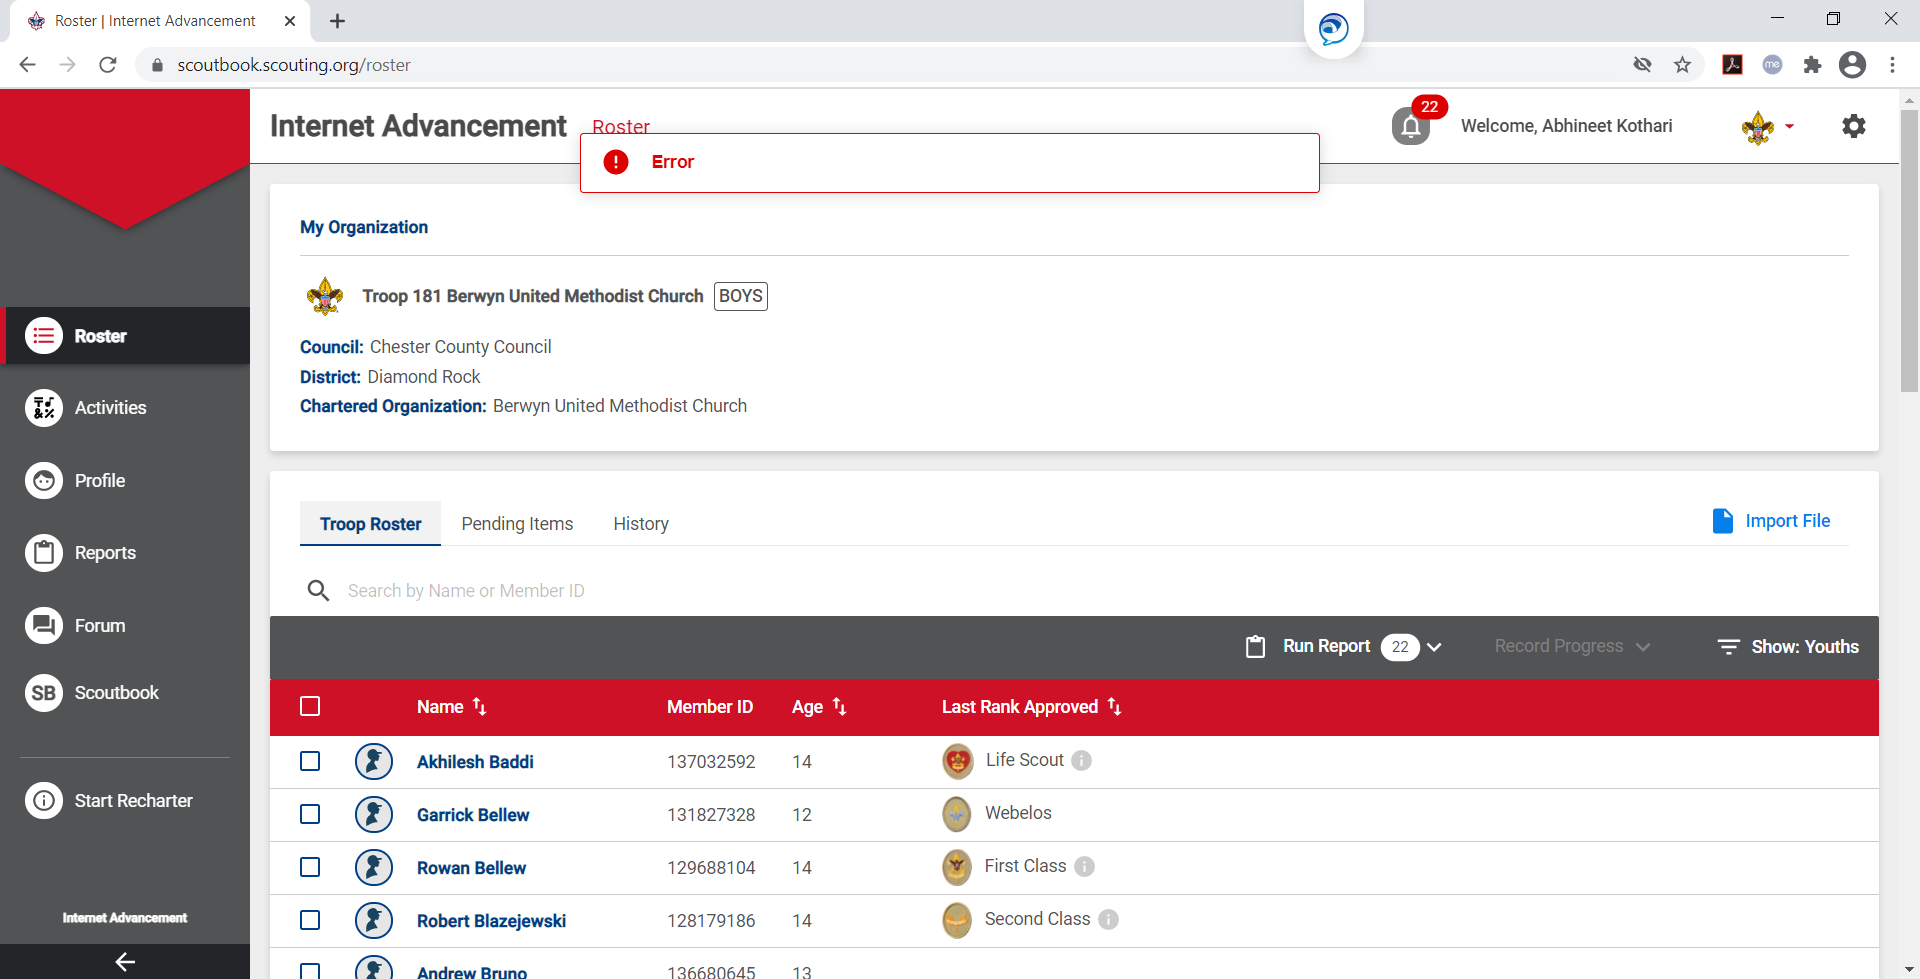 Roster | Internet Advancement
scoutbook.scouting.org/roster
me
Internet Advancement Roster
22
Welcome, Abhineet Kothari
Error
My Organization
Troop 181 Berwyn United Methodist Church BOYS
Council: Chester County Council
District: Diamond Rock
Chartered Organization: Berwyn United Methodist Church
Roster
Activities
Profile
Reports
Forum
SB Scoutbook
Start Recharter
Internet Advancement
Troop Roster Pending Items History
Import File
Search by Name or Member ID
Run Report 22 Record Progress Show: Youths
Name Member ID Age Last Rank Approved
Akhilesh Baddi 137032592 14 Life Scout
Garrick Bellew 131827328 12 Webelos
Rowan Bellew 129688104 14 First Class
Robert Blazejewski 128179186 14 Second Class
Andrew Bruno 136680645 13